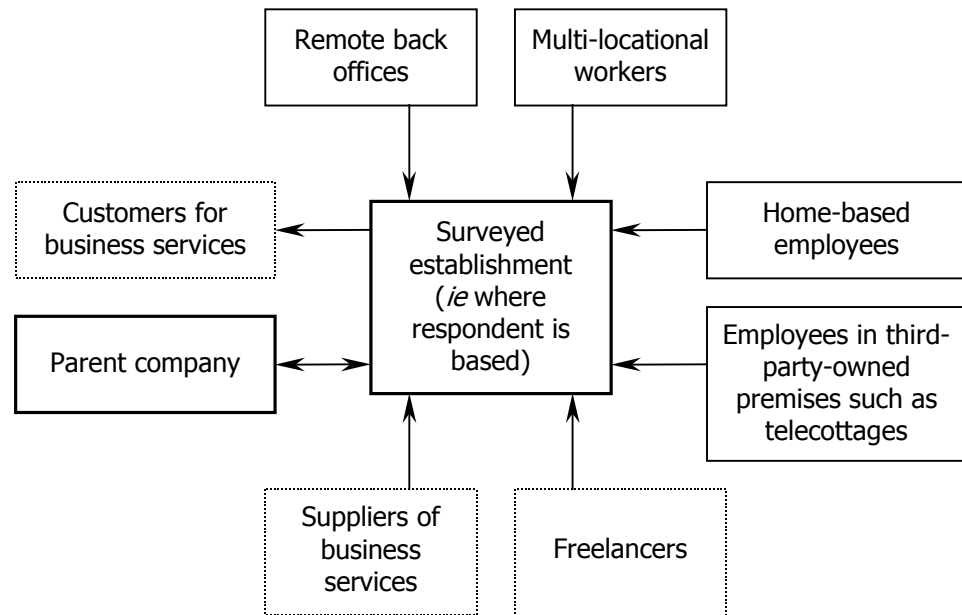 Remote back
offices
Multi-locational
workers
Customers for
business services
Surveyed
establishment
(ie where
respondent is
based)
Home-based
employees
Parent company
Employees in third-
party-owned
premises such as
telecottages
Suppliers of
business
services
Freelancers